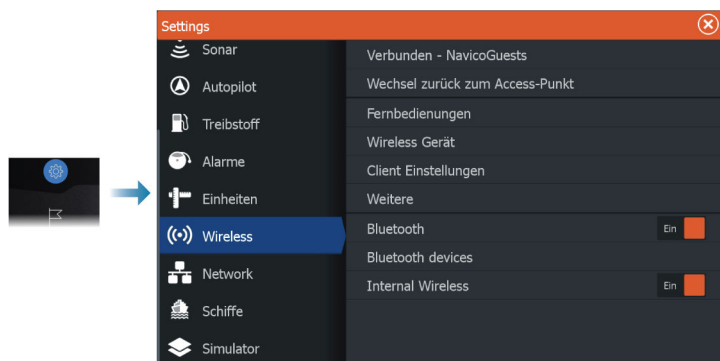 Settings
Sonar
Autopilot
Treibstoff
Alarme
Einheiten
Wireless
Network
Schiffe
Simulator
Verbunden - NavicoGuests
Wechsel zurück zum Access-Punkt
Fernbedienungen
Wireless Gerät
Client Einstellungen
Weitere
Bluetooth Ein
Bluetooth devices
Internal Wireless Ein